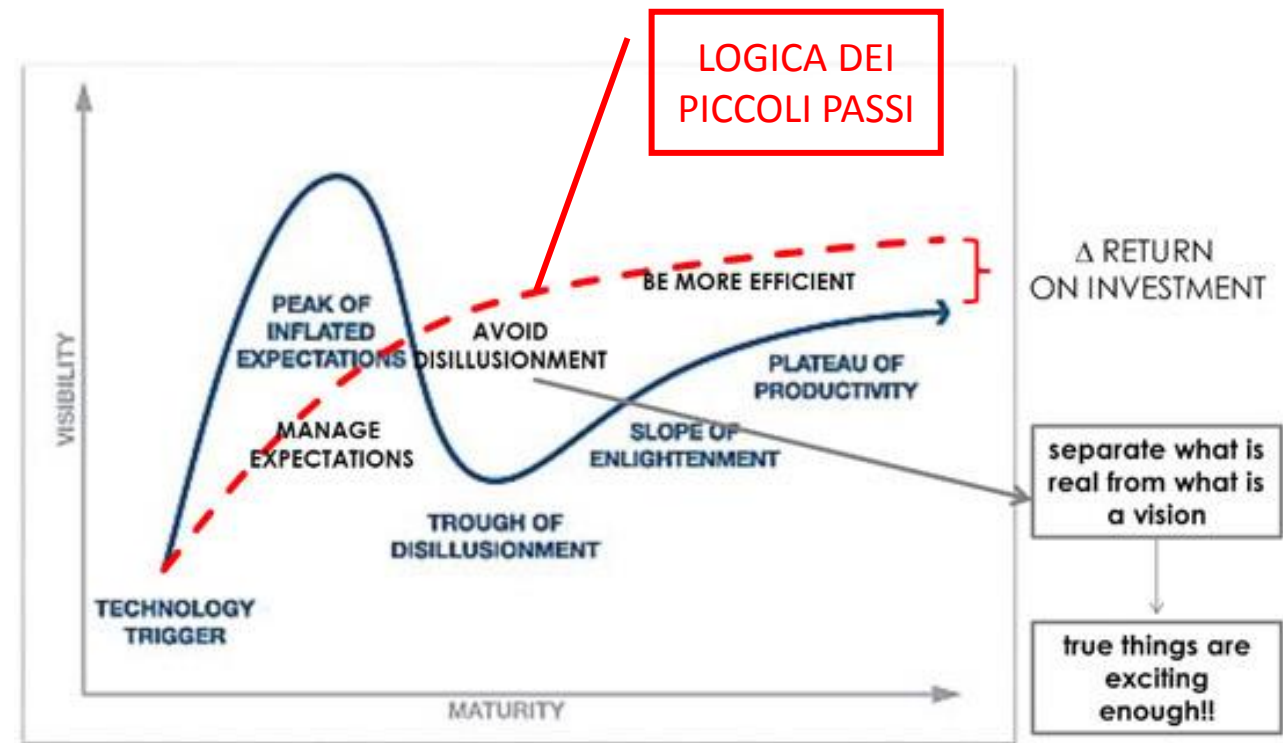 LOGICA DEI
PICCOLI PASSI
VISIBILITY
PEAK OF
INFLATED
EXPECTATIONS
MANAGE
EXPECTATIONS
AVOID
DISILLUSIONMENT
BE MORE EFFICIENT
Δ RETURN
ON INVESTMENT
PLATEAU OF
PRODUCTIVITY
SLOPE OF
ENLIGHTENMENT
TROUGH OF
DISILLUSIONMENT
TECHNOLOGY
TRIGGER
MATURITY
separate what is
real from what is
a vision
true things are
exciting
enough!!